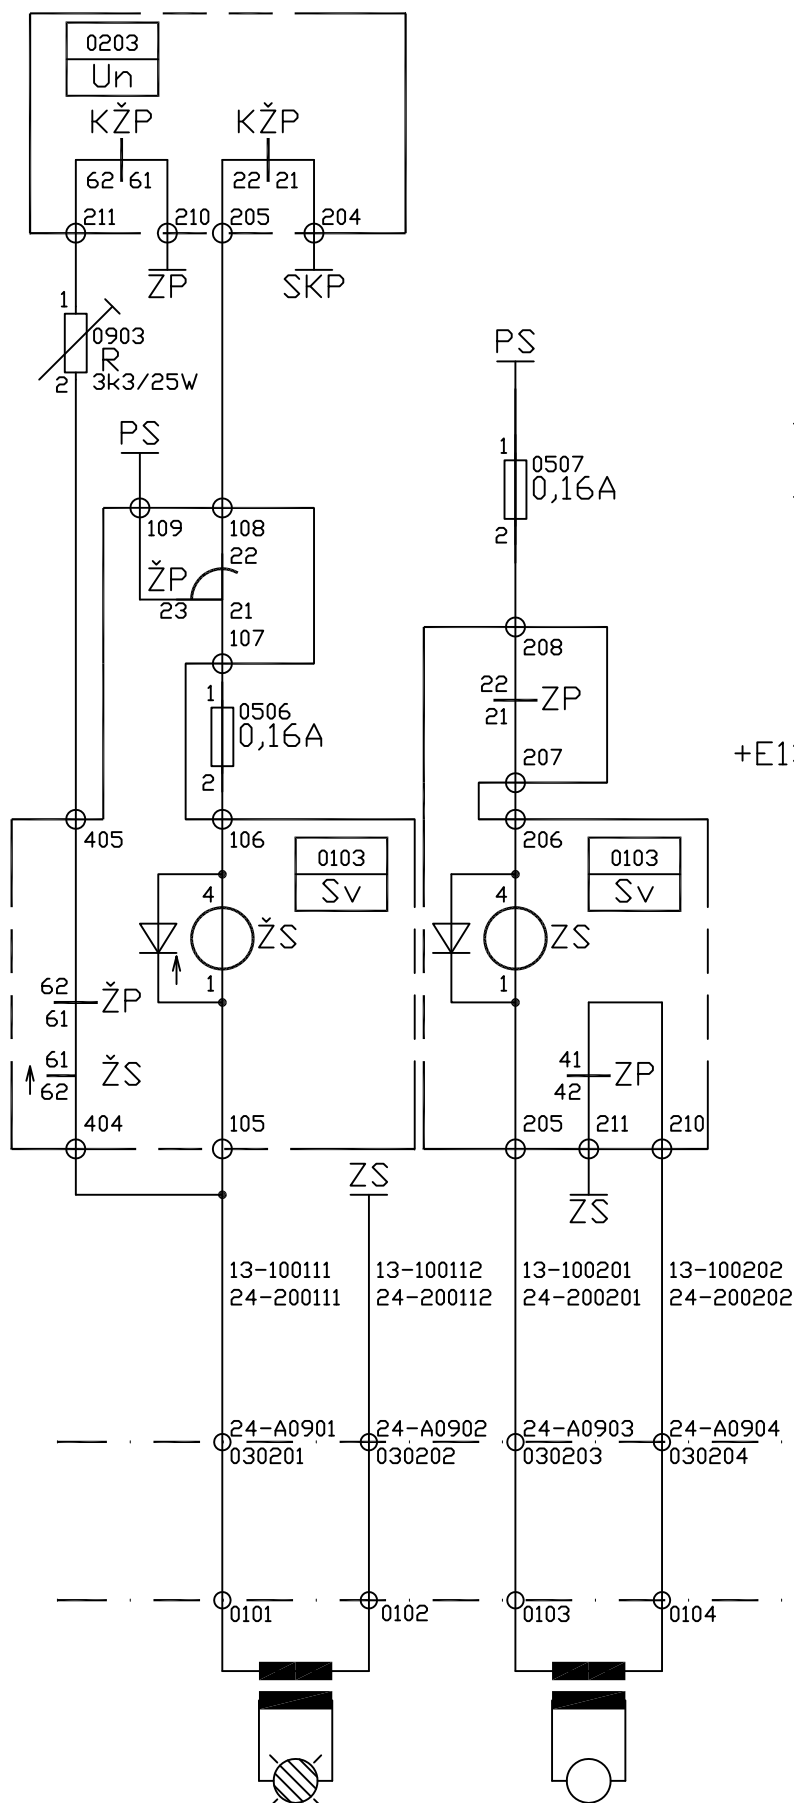 0203
Un
KŽP KŽP
62 61 22 21
211 210 205 204
ZP SKP
1
0903
R
2 3k3/25W
PS
PS
1 0507
0,16A
2
109 108
22
ŽP
23 21
107
208
22
ZP
21
1 0506
0,16A
2
207
405 106 206
0103 0103
Sv Sv
4 4
ŽS ZS
1 1
62
ŽP
61
61
ŽS
62
41
ZP
42
404 105 205 211 210
ZS
ZS
13-100111 13-100112 13-100201 13-100202
24-200111 24-200112 24-200201 24-200202
24-A0901 24-A0902 24-A0903 24-A0904
030201 030202 030203 030204
0101 0102 0103 0104